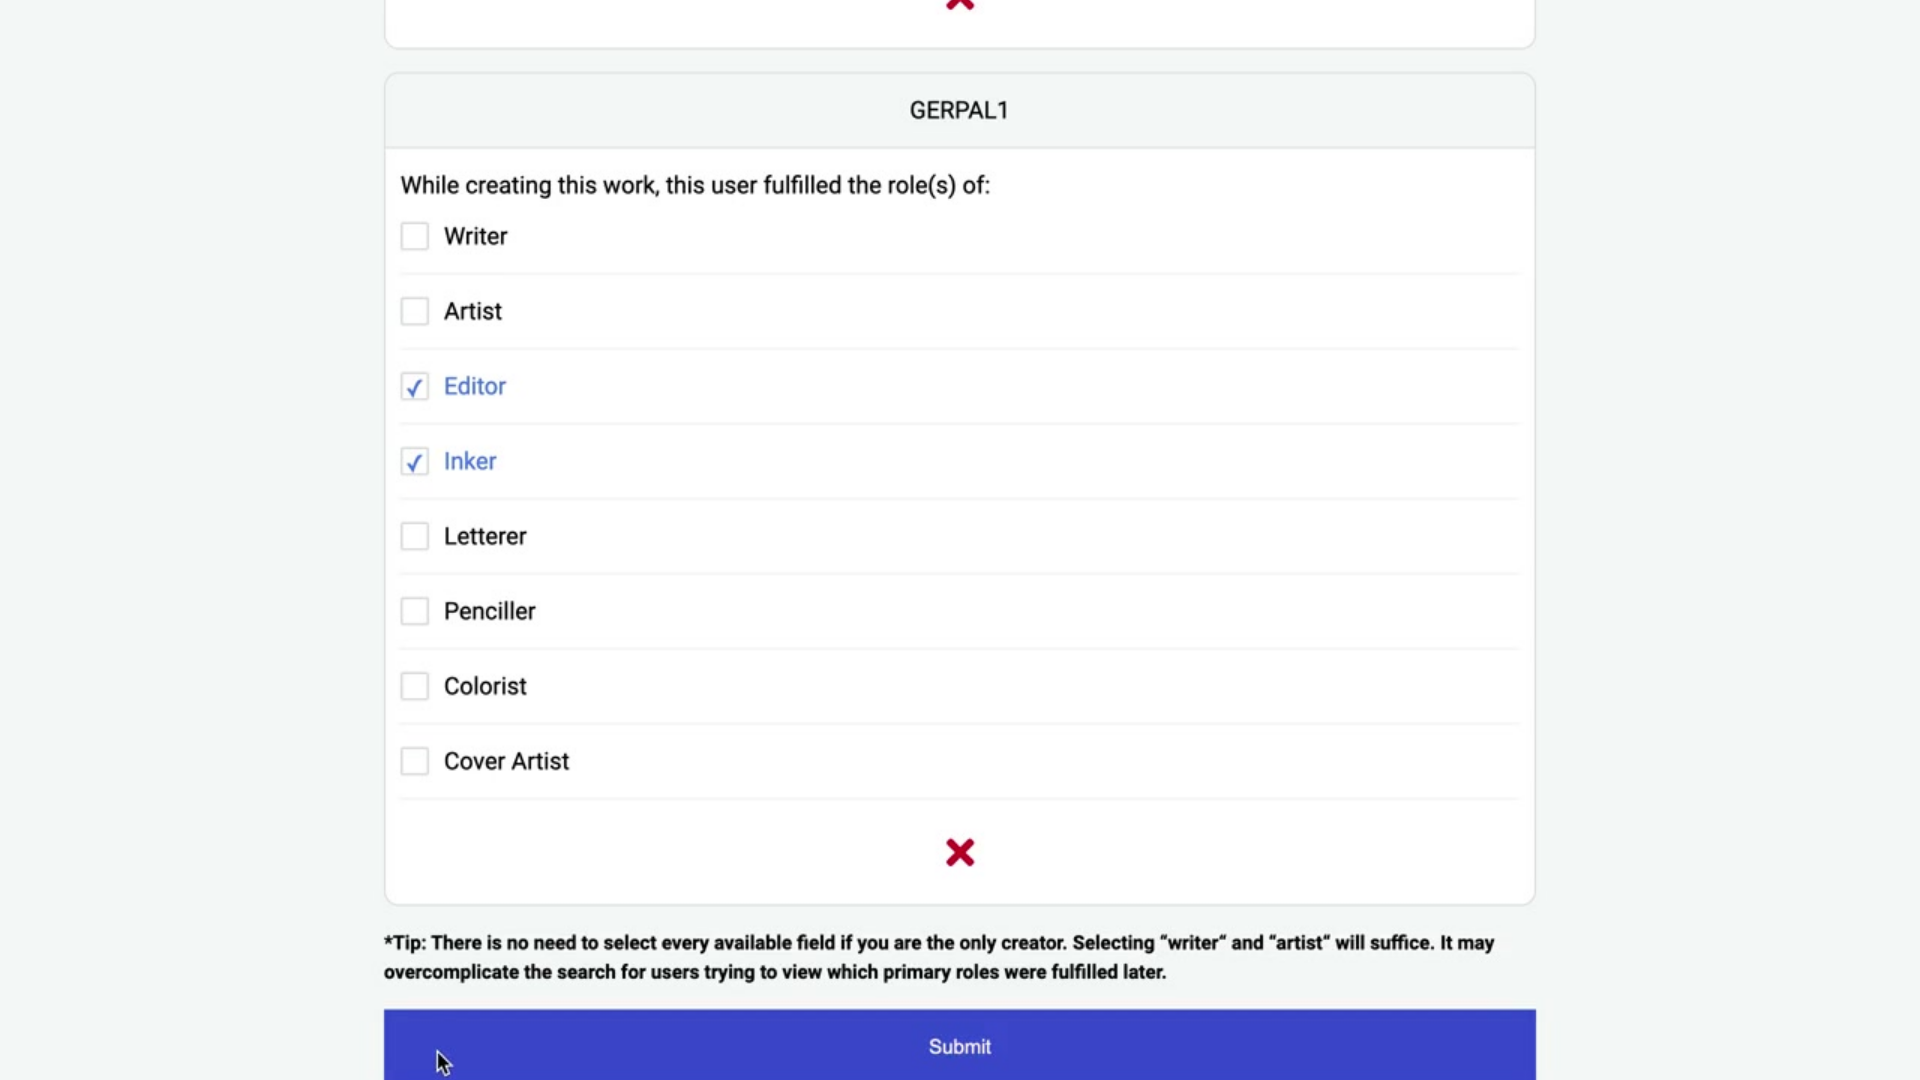 GERPAL1
While creating this work, this user fulfilled the role(s) of:
Writer
Artist
Editor
Inker
Letterer
Penciller
Colorist
Cover Artist
*Tip: There is no need to select every available field if you are the only creator. Selecting “writer“ and “artist“ will suffice. It may
overcomplicate the search for users trying to view which primary roles were fulfilled later.
Submit